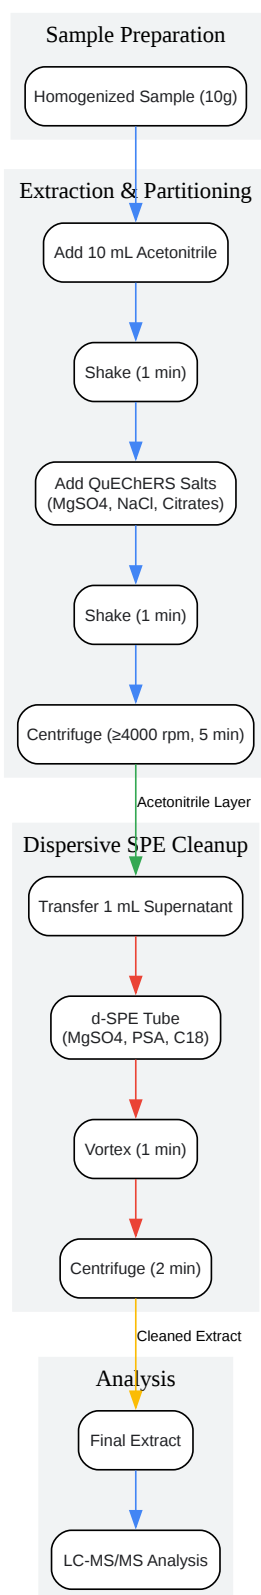 Sample Preparation
Homogenized Sample (10g)
Extraction & Partitioning
Add 10 mL Acetonitrile
Shake (1 min)
Add QuEChERS Salts
(MgSO4, NaCl, Citrates)
Shake (1 min)
Centrifuge (≥4000 rpm, 5 min)
Acetonitrile Layer
Dispersive SPE Cleanup
Transfer 1 mL Supernatant
d-SPE Tube
(MgSO4, PSA, C18)
Vortex (1 min)
Centrifuge (2 min)
Cleaned Extract
Analysis
Final Extract
LC-MS/MS Analysis